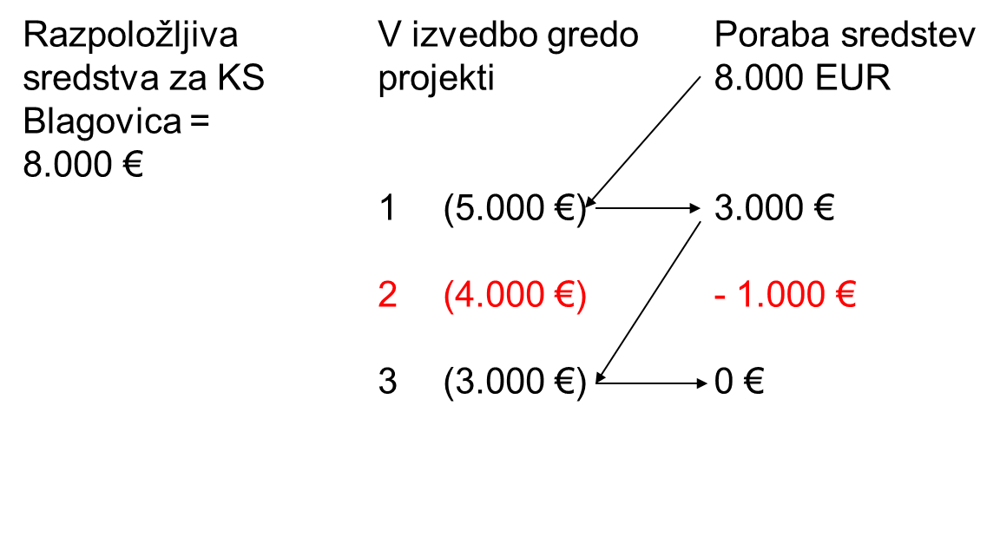 Razpoložljiva
sredstva za KS
Blagovica =
8.000 €
V izvedbo gredo
projekti
Poraba sredstev
8.000 EUR
1 (5.000 €) 3.000 €
2 (4.000 €) - 1.000 €
3 (3.000 €) 0 €